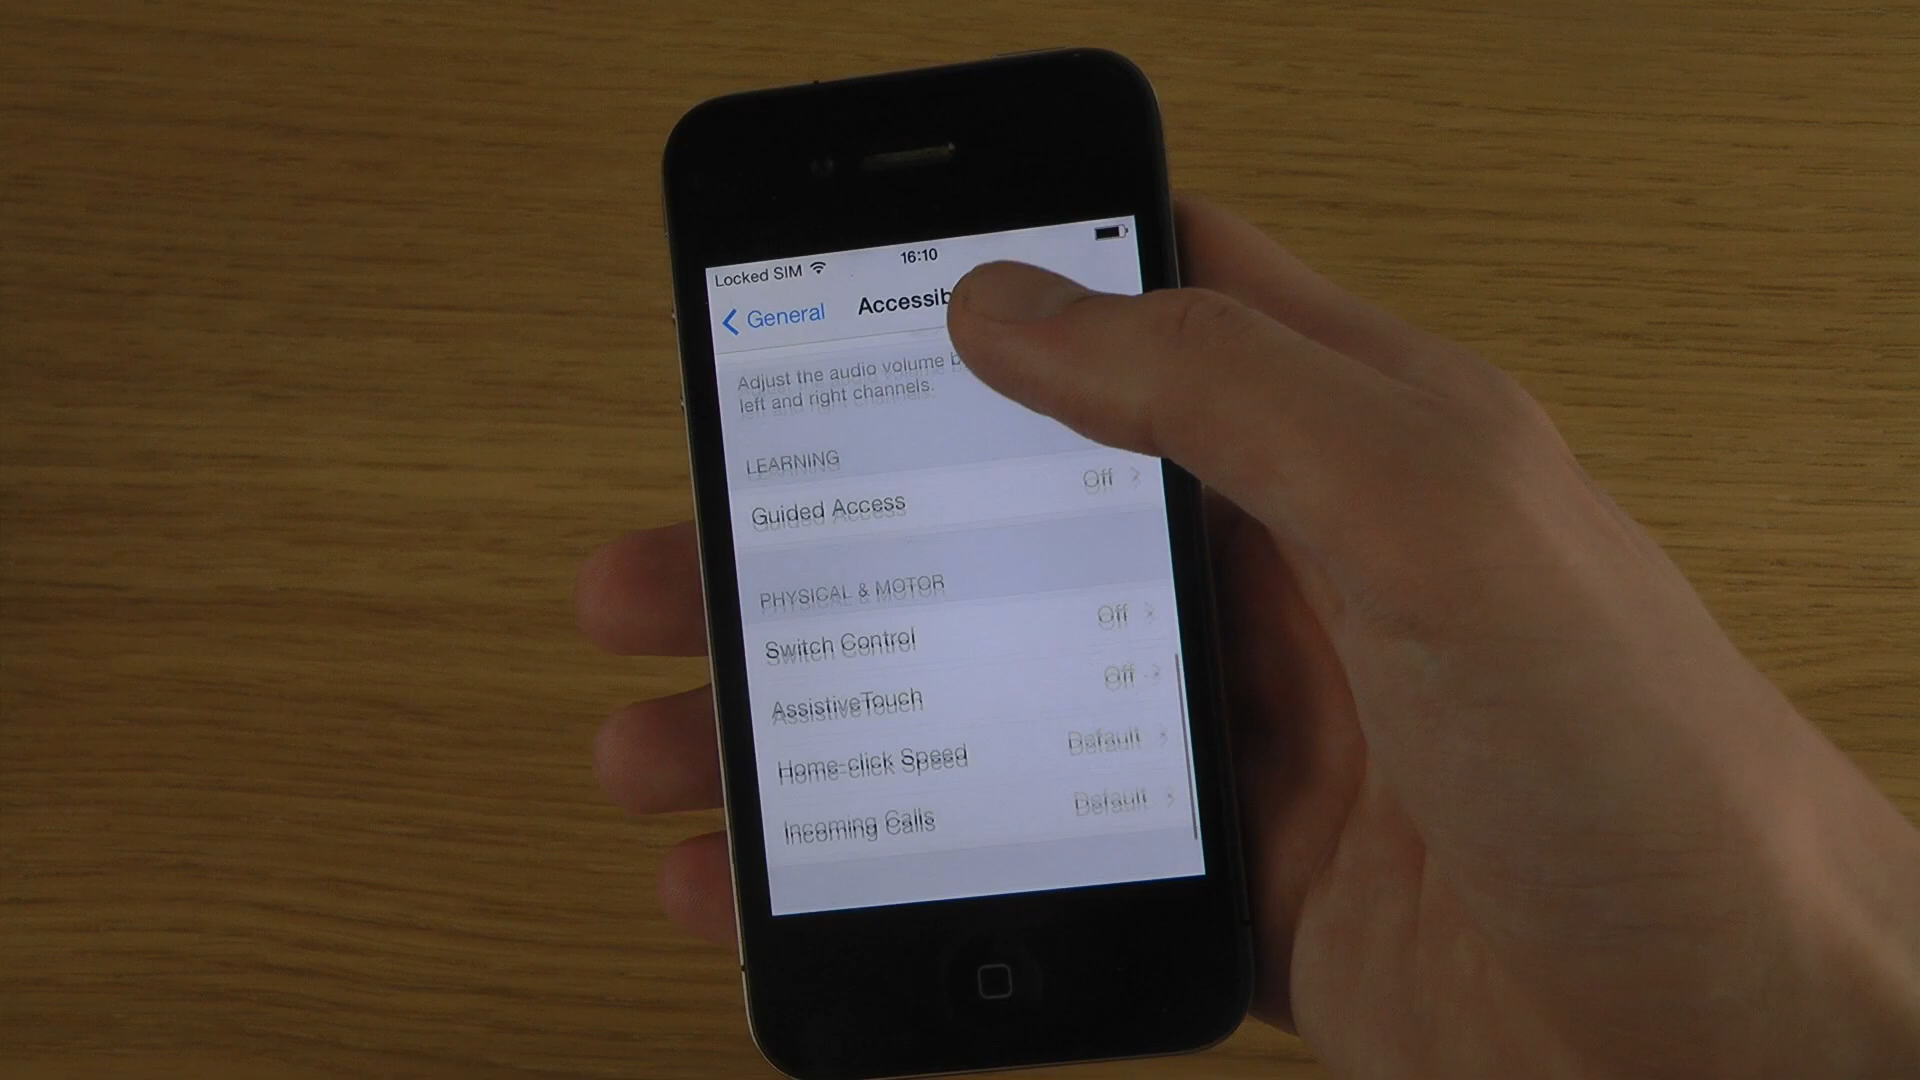 Locked SIM 16:10
General Accessib
Adjust the audio volume b
left and right channels.
LEARNING
Guided Access Off
PHYSICAL & MOTOR
Switch Control Off
AssistiveTouch Off
Home-click Speed Default
Incoming Calls Default